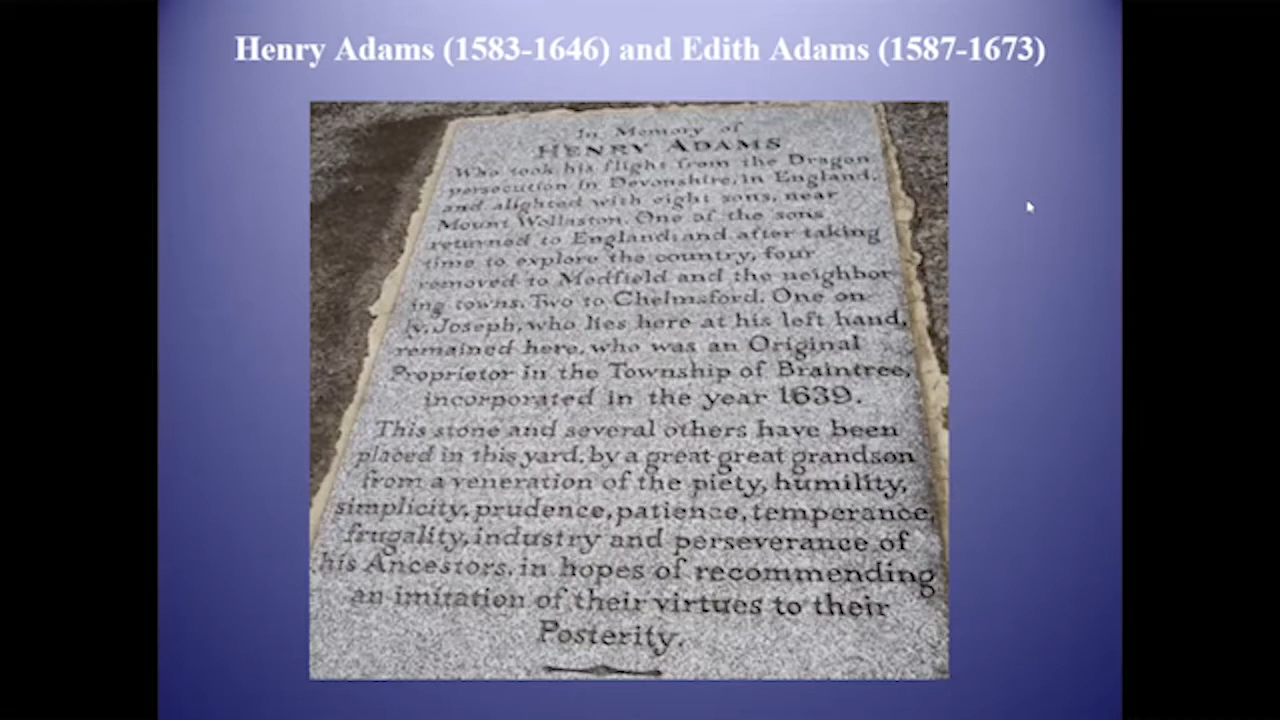 Henry Adams (1583-1646) and Edith Adams (1587-1673)
In Memory of
HENRY ADAMS
Who took his flight from the Dragon
persecution in Devonshire, in England,
and alighted with eight sons, near
Mount Wollaston. One of the sons
returned to England; and after taking
time to explore the country, four
removed to Medfield and the neighbor
ing towns. Two to Chelmsford. One on
ly, Joseph, who lies here at his left hand,
remained here, who was an Original
Proprietor in the Township of Braintree,
incorporated in the year 1639.
This stone and several others have been
placed in this yard, by a great great grandson
from a veneration of the piety, humility,
simplicity, prudence, patience, temperance,
frugality, industry and perseverance of
his Ancestors, in hopes of recommending
an imitation of their virtues to their
Posterity.